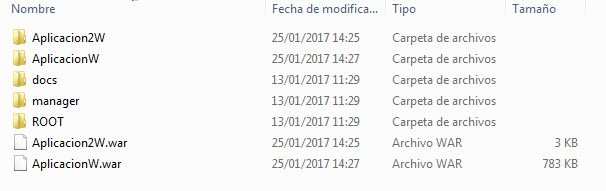 Nombre Fecha de modifica... Tipo Tamaño
Aplicacion2W 25/01/2017 14:25 Carpeta de archivos
AplicacionW 25/01/2017 14:27 Carpeta de archivos
docs 13/01/2017 11:29 Carpeta de archivos
manager 13/01/2017 11:29 Carpeta de archivos
ROOT 13/01/2017 11:29 Carpeta de archivos
Aplicacion2W.war 25/01/2017 14:25 Archivo WAR 3 KB
AplicacionW.war 25/01/2017 14:27 Archivo WAR 783 KB